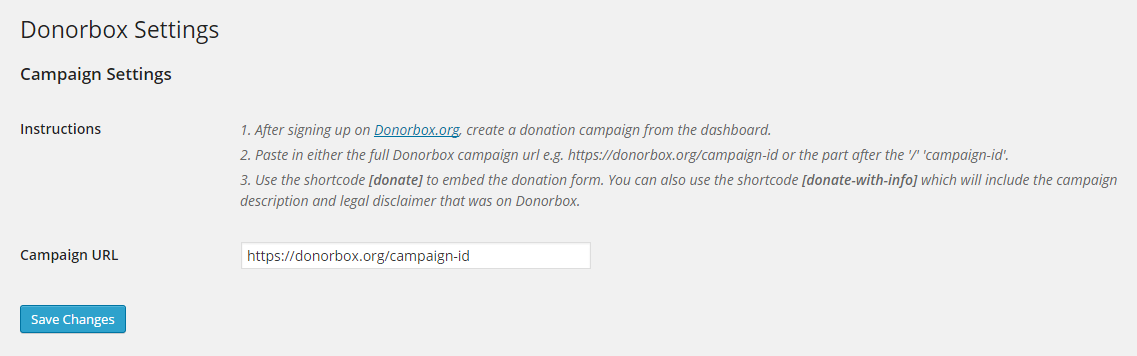 Donorbox Settings
Campaign Settings
Instructions
1. After signing up on Donorbox.org, create a donation campaign from the dashboard.
2. Paste in either the full Donorbox campaign url e.g. https://donorbox.org/campaign-id or the part after the '/' 'campaign-id'.
3. Use the shortcode [donate] to embed the donation form. You can also use the shortcode [donate-with-info] which will include the campaign
description and legal disclaimer that was on Donorbox.
Campaign URL
https://donorbox.org/campaign-id
Save Changes